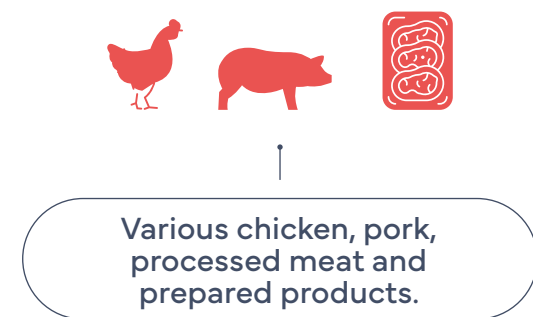 Various chicken, pork,
processed meat and
prepared products.